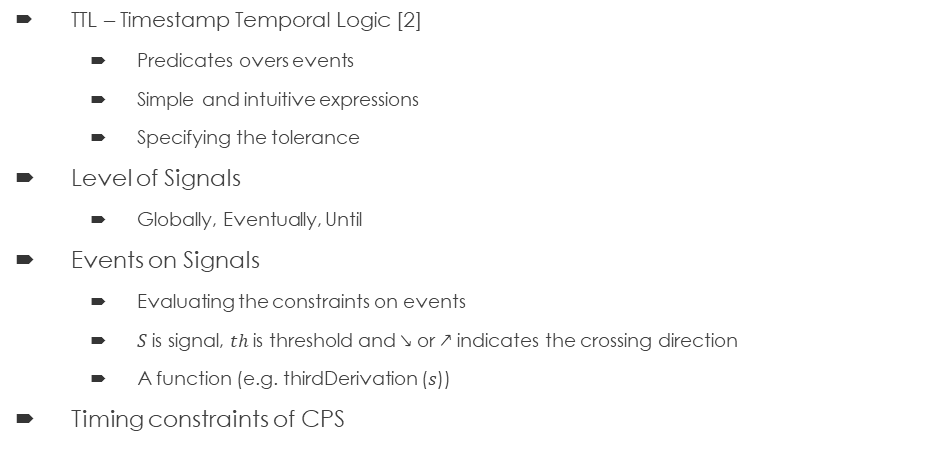 TTL – Timestamp Temporal Logic [2]
Predicates overs events
Simple and intuitive expressions
Specifying the tolerance
Level of Signals
Globally, Eventually, Until
Events on Signals
Evaluating the constraints on events
S is signal, th is threshold and ↘ or ↗ indicates the crossing direction
A function (e.g. thirdDerivation (s))
Timing constraints of CPS